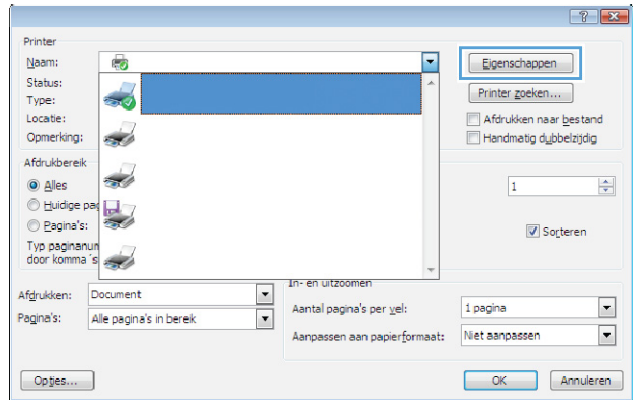 Printer
Naam:
Eigenschappen
Status:
Printer zoeken...
Type:
Locatie:
Afdrukken naar bestand
Opmerking:
Handmatig dubbelzijdig
Afdrukbereik
Alles
1
Huidige pag
Pagina's:
Sorteren
Typ paginanum
door komma´s
In- en uitzoomen
Afdrukken:
Document
Aantal pagina's per vel:
1 pagina
Pagina's:
Alle pagina's in bereik
Aanpassen aan papierformaat:
Niet aanpassen
Opties...
OK
Annuleren